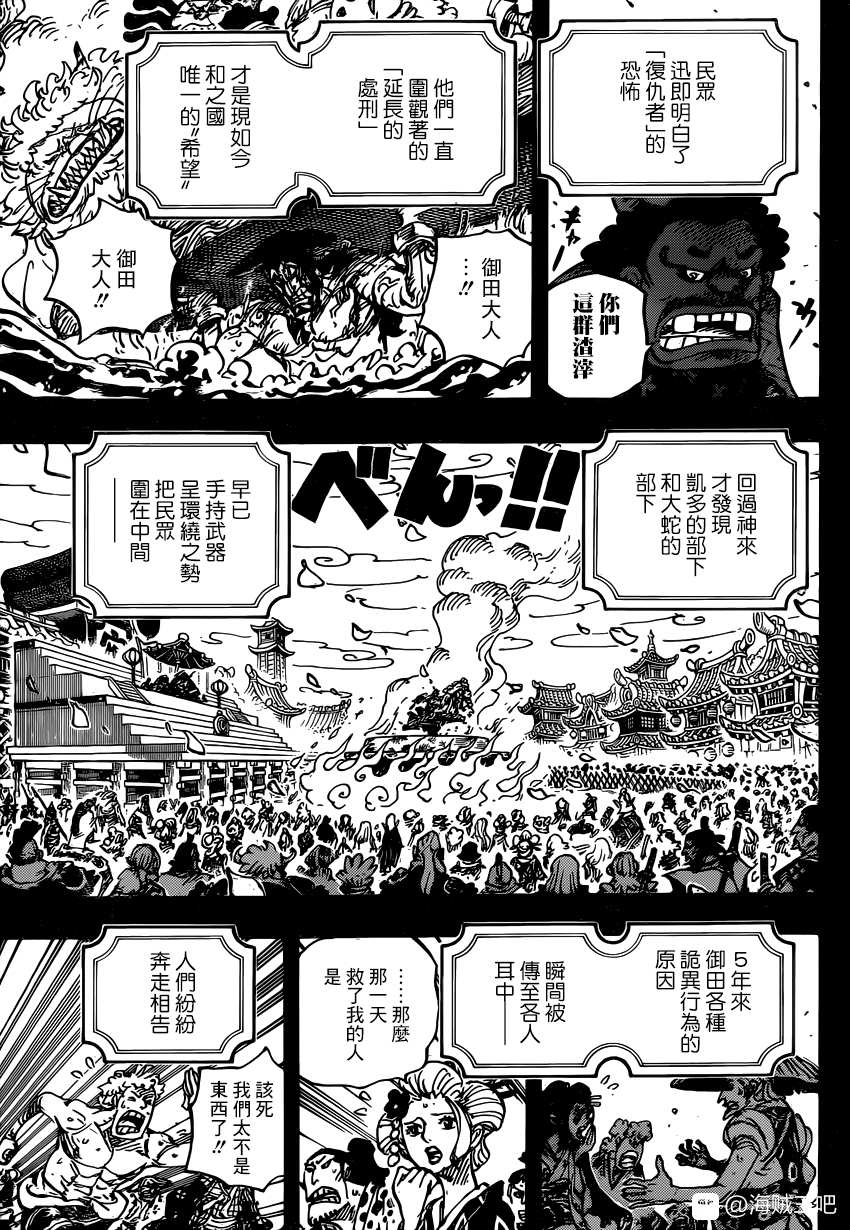 民眾
迅即明白了
「復仇者」的
恐怖
他們一直
圍觀著的
「延長的
處刑」
才是現如今
和之國
唯一的〝希望〞
ギャー
你們
這群渣滓
御田大人
…!!
御田
大人!!
回過神來
才發現
凱多的部下
和大蛇的
部下
べんっ!!
早已
手持武器
呈環繞之勢
把民眾
圍在中間
——
5年來
御田各種
詭異行為的
原因
瞬間被
傳至各人
耳中—
……那麼
那一天
救了我的人
是
人們紛紛
奔走相告
該死
我們太不是
東西了!!
@海贼王吧